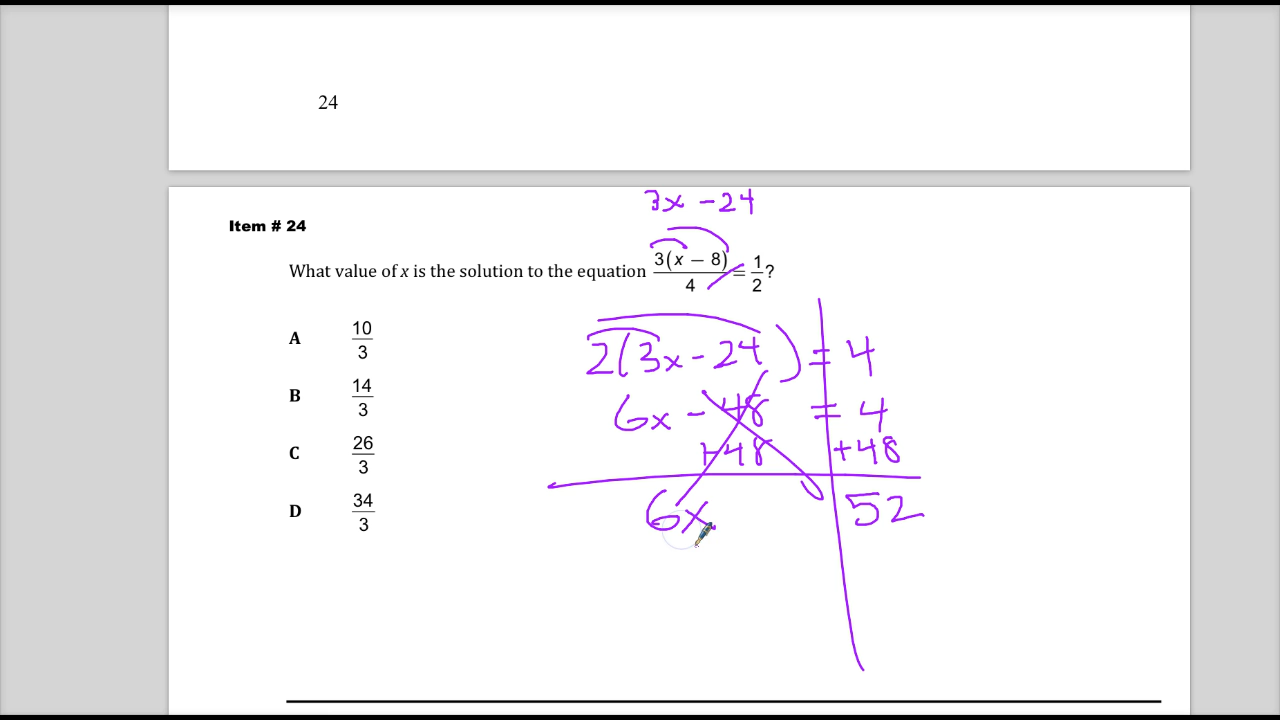 24
3x - 24
Item # 24
What value of x is the solution to the equation 3(x – 8)/4 = 1/2?
A 10/3
B 14/3
C 26/3
D 34/3
2(3x - 24) = 4
6x - 48 = 4
+48 +48
6x 52